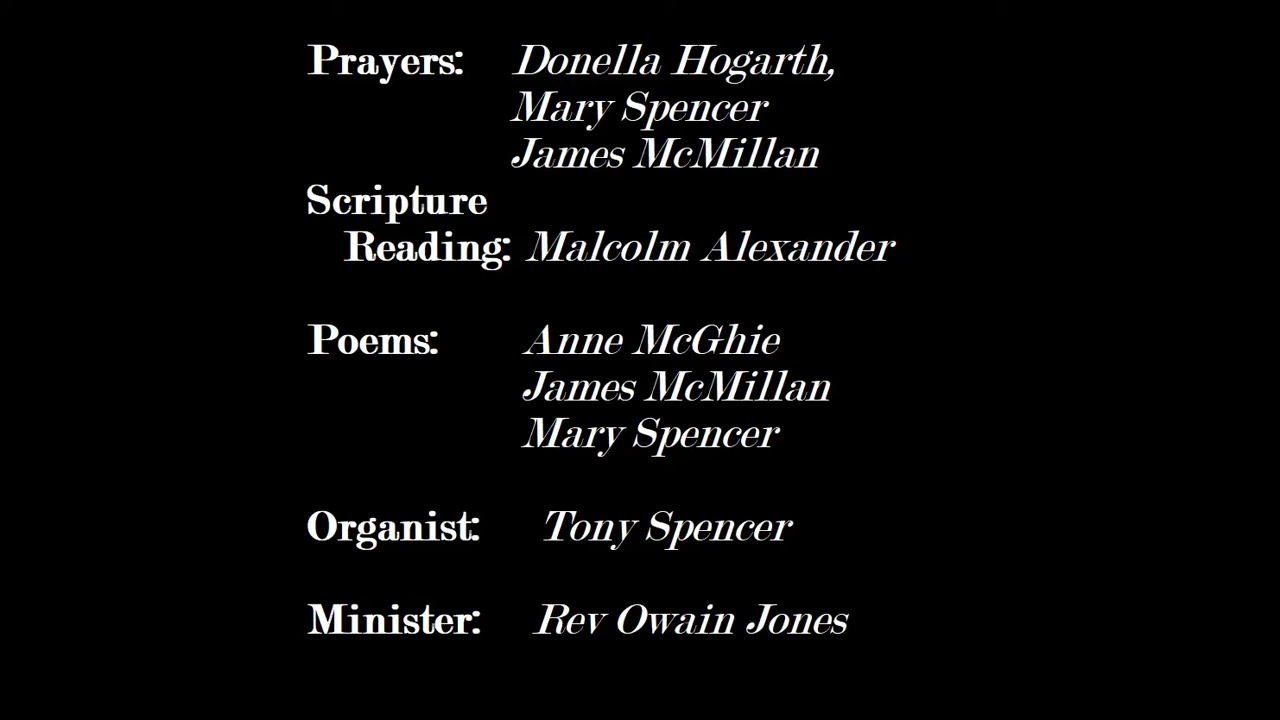 Prayers: Donella Hogarth,
Mary Spencer
James McMillan
Scripture
Reading: Malcolm Alexander
Poems: Anne McGhie
James McMillan
Mary Spencer
Organist: Tony Spencer
Minister: Rev Owain Jones